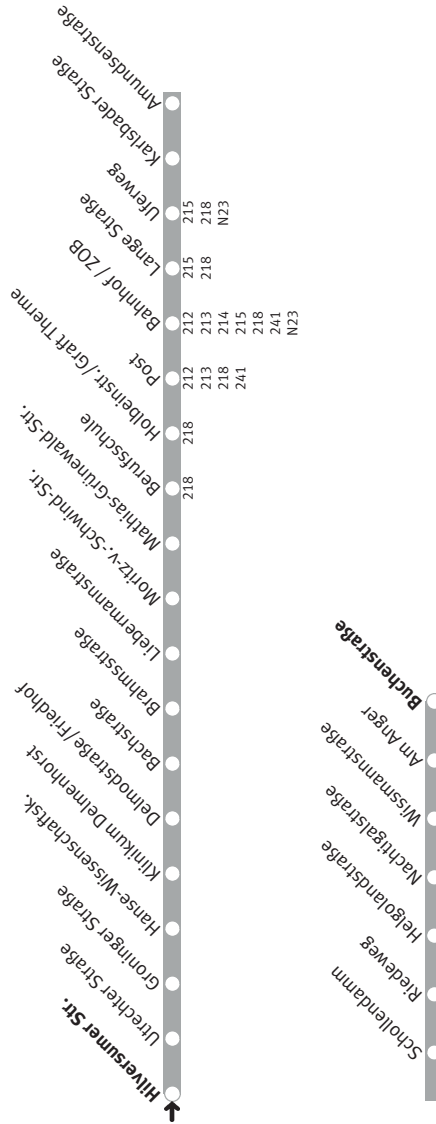 Hilversumer Str.
Utrechter Straße
Groninger Straße
Hanse-Wissenschaftsk.
Klinikum Delmenhorst
Delmodstraße/Friedhof
Bachstraße
Brahmsstraße
Liebermannstraße
Moritz-v.-Schwind-Str.
Mathias-Grünewald-Str.
Berufsschule
218
Holbeinstr./Graft Therme
218
Post
212
213
218
241
Bahnhof / ZOB
212
213
214
215
218
241
N23
Lange Straße
215
218
Uferweg
215
218
N23
Karlsbader Straße
Amundsenstraße
Schollendamm
Riedeweg
Helgolandstraße
Nachtigalstraße
Wissmannstraße
Am Anger
Buchenstraße